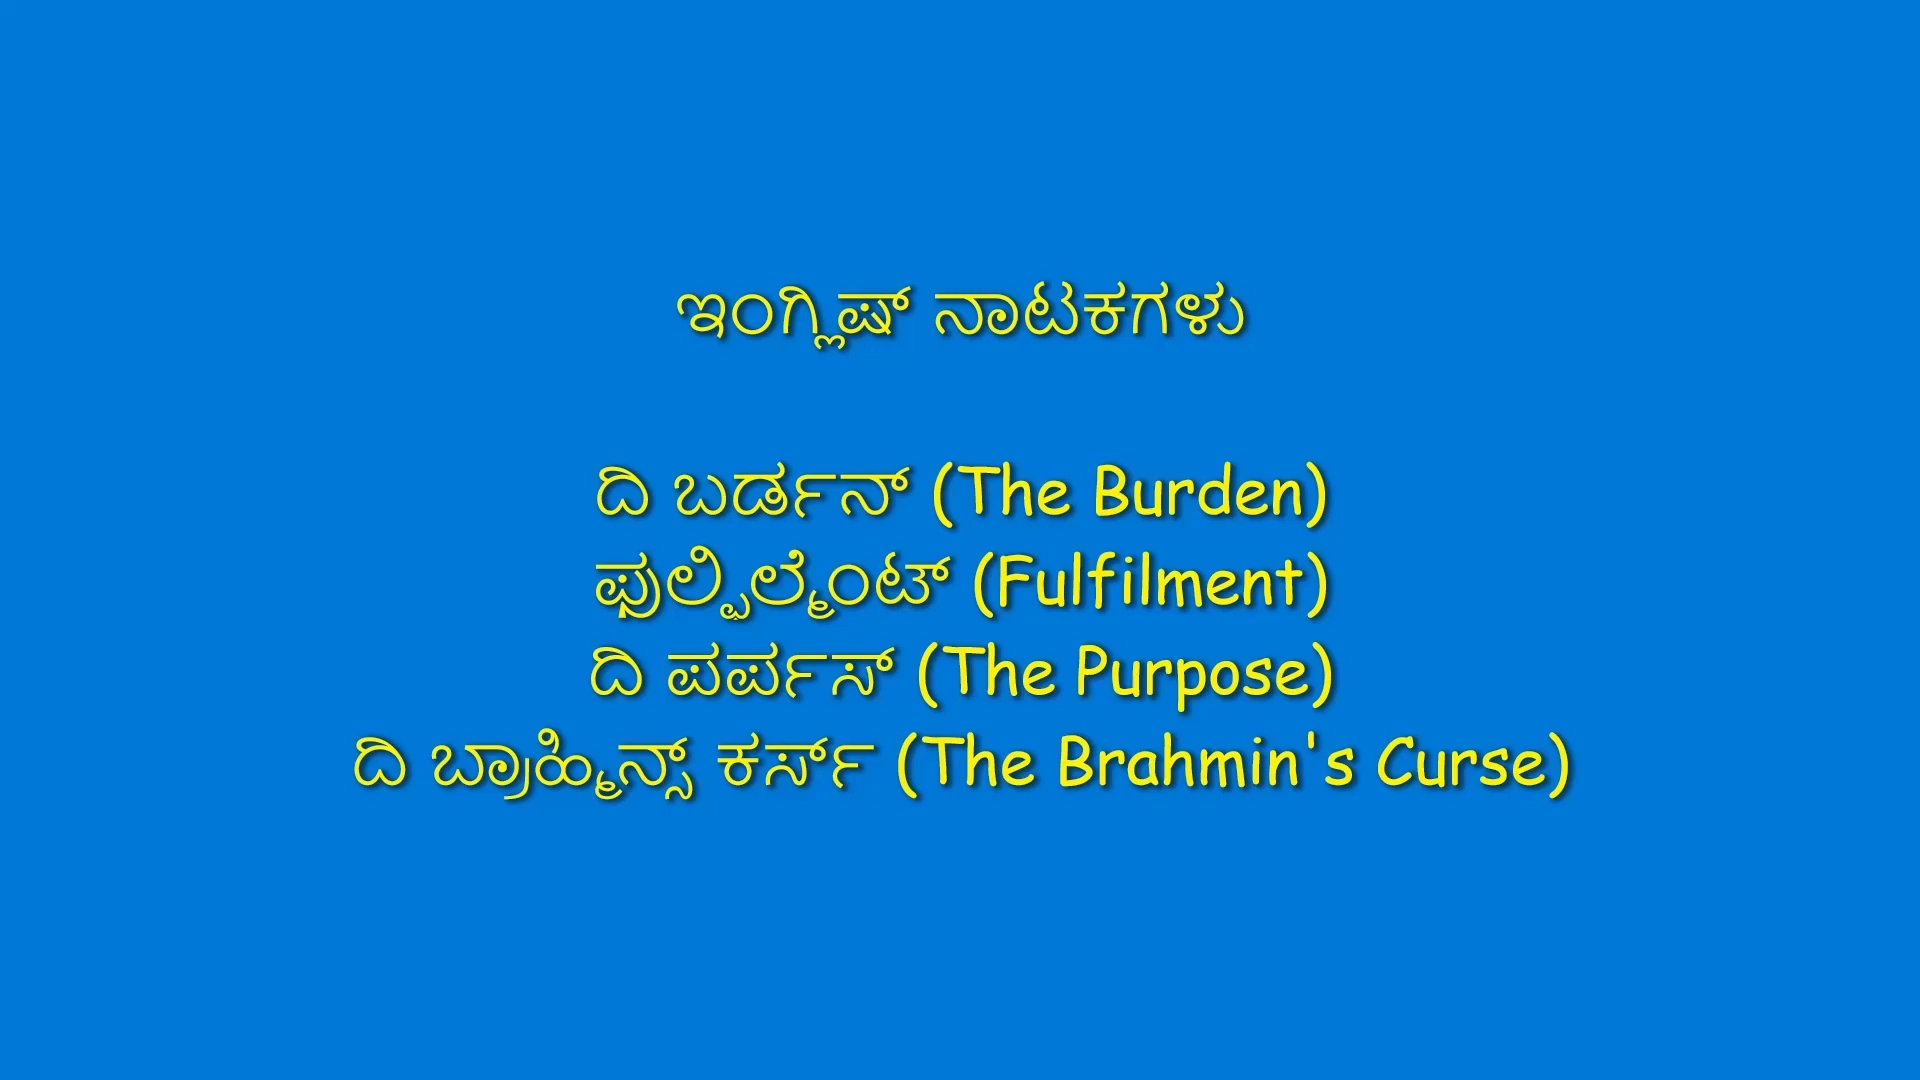 ಇಂಗ್ಲಿಷ್ ನಾಟಕಗಳು
ದಿ ಬರ್ಡನ್ (The Burden)
ಫುಲ್ಫಿಲ್ಮೆಂಟ್ (Fulfilment)
ದಿ ಪರ್ಪಸ್ (The Purpose)
ದಿ ಬ್ರಾಹ್ಮಿನ್ಸ್ ಕರ್ಸ್ (The Brahmin's Curse)